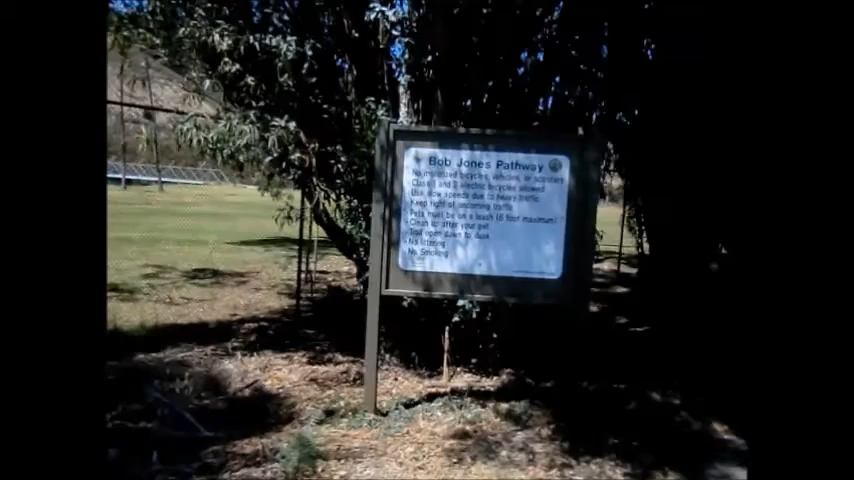 Bob Jones Pathway
No motorized bicycles, vehicles, or scooters
Class 1 and 2 electric bicycles allowed
Use slow speeds due to heavy traffic
Keep right of oncoming traffic
Pets must be on a leash (6 foot maximum)
Clean up after your pet
Trail open dawn to dusk
No littering
No Smoking